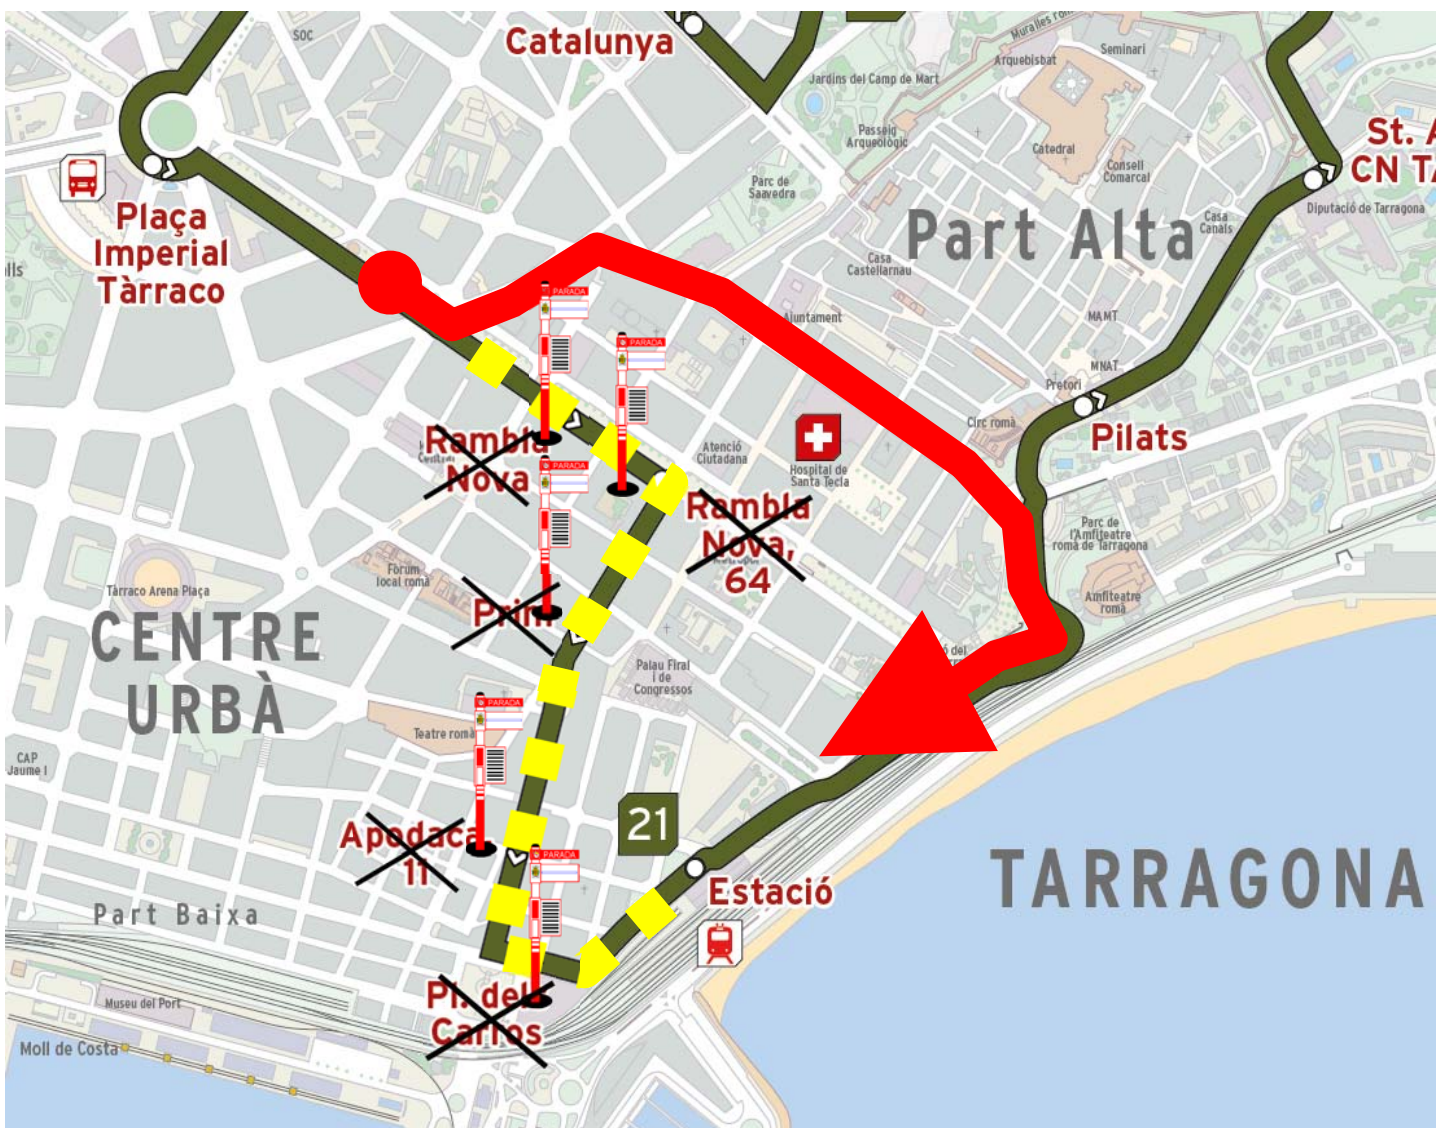 SOC
Catalunya
Muralles
Seminari
Arquebisbat
Jardins del Camp de Mart
Passeig
Arqueològic
Catedral
Consell
Comarcal
St. A
CN TA
Diputació de Tarragona
Parc de
Saavedra
Plaça
Imperial
Tàrraco
Part Alta
Casa
Canals
Casa
Castellarnau
Ajuntament
MAMT
MNAT
Pretori
Circ romà
Pilats
PARADA
PARADA
Rambla
Nova
Atenció
Ciutadana
Hospital de
Santa Tecla
PARADA
Rambla
Nova,
64
Parc de
l'Amfiteatre
romà de Tarragona
Amfiteatre
romà
Fòrum
local romà
Tàrraco Arena Plaça
Prim
CENTRE
URBÀ
Palau Firal
i de
Congressos
PARADA
Teatre romà
CAP
Jaume I
21
Apodaca,
11
PARADA
Estació
TARRAGONA
Part Baixa
Pl. dels
Carros
Museu del Port
Moll de Costa